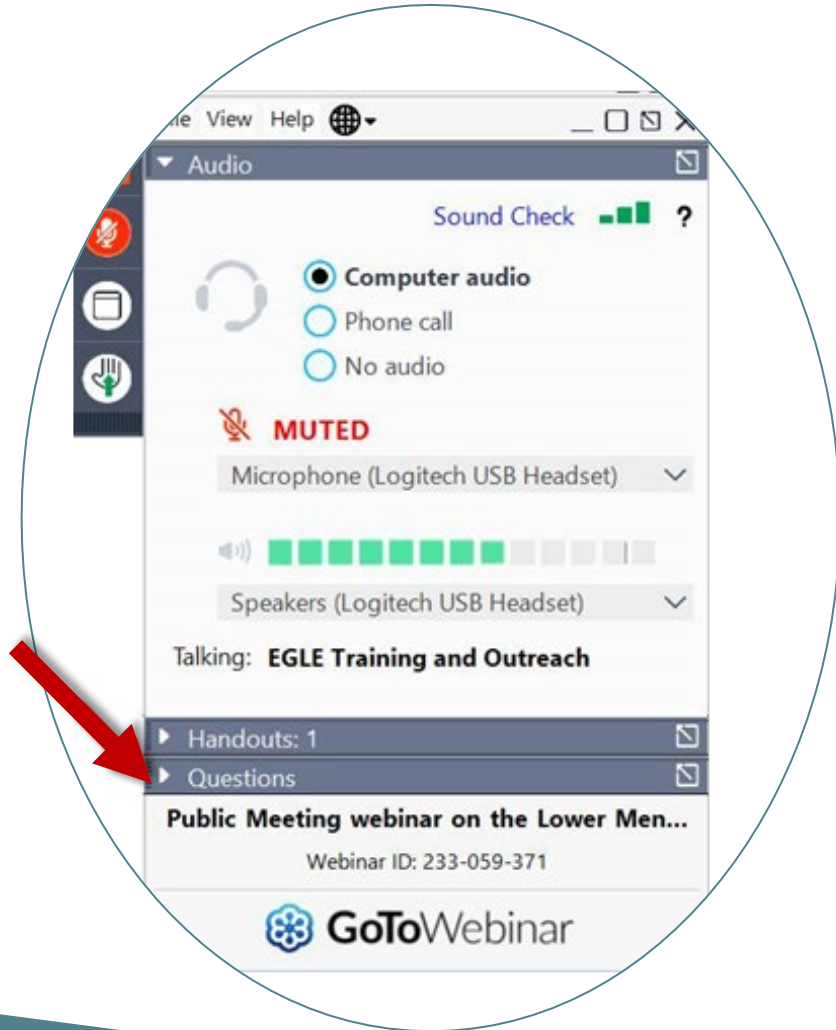 View Help
Audio
Sound Check ?
Computer audio
Phone call
No audio
MUTED
Microphone (Logitech USB Headset)
Speakers (Logitech USB Headset)
Talking: EGLE Training and Outreach
Handouts: 1
Questions
Public Meeting webinar on the Lower Men...
Webinar ID: 233-059-371
GoToWebinar